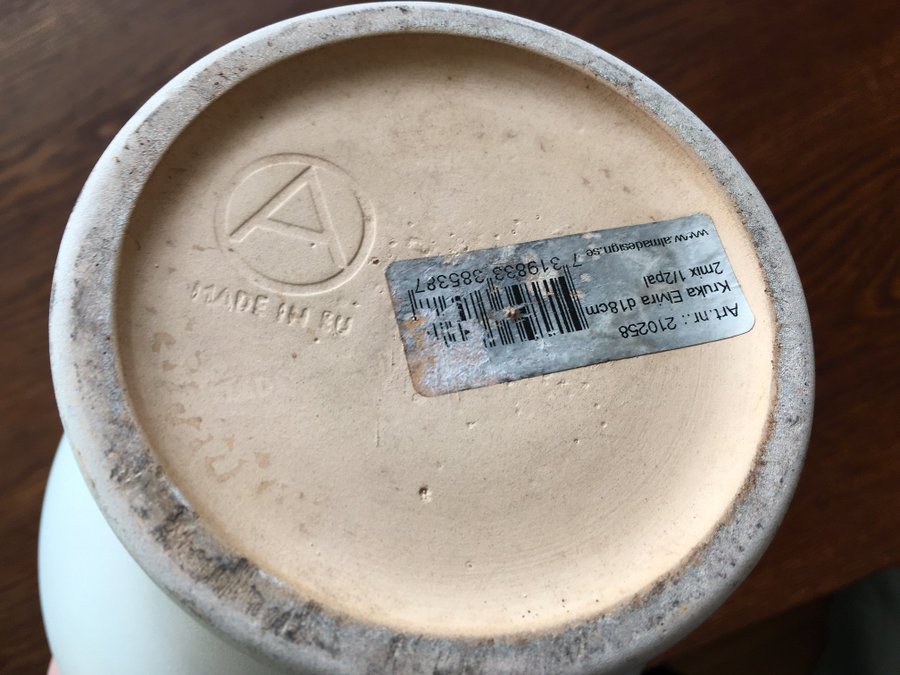 A
MADE IN EU
Art.nr.: 210258
Kruka Elvira d18cm
2mix 1/2pal
7 319833 385387
www.almadesign.se